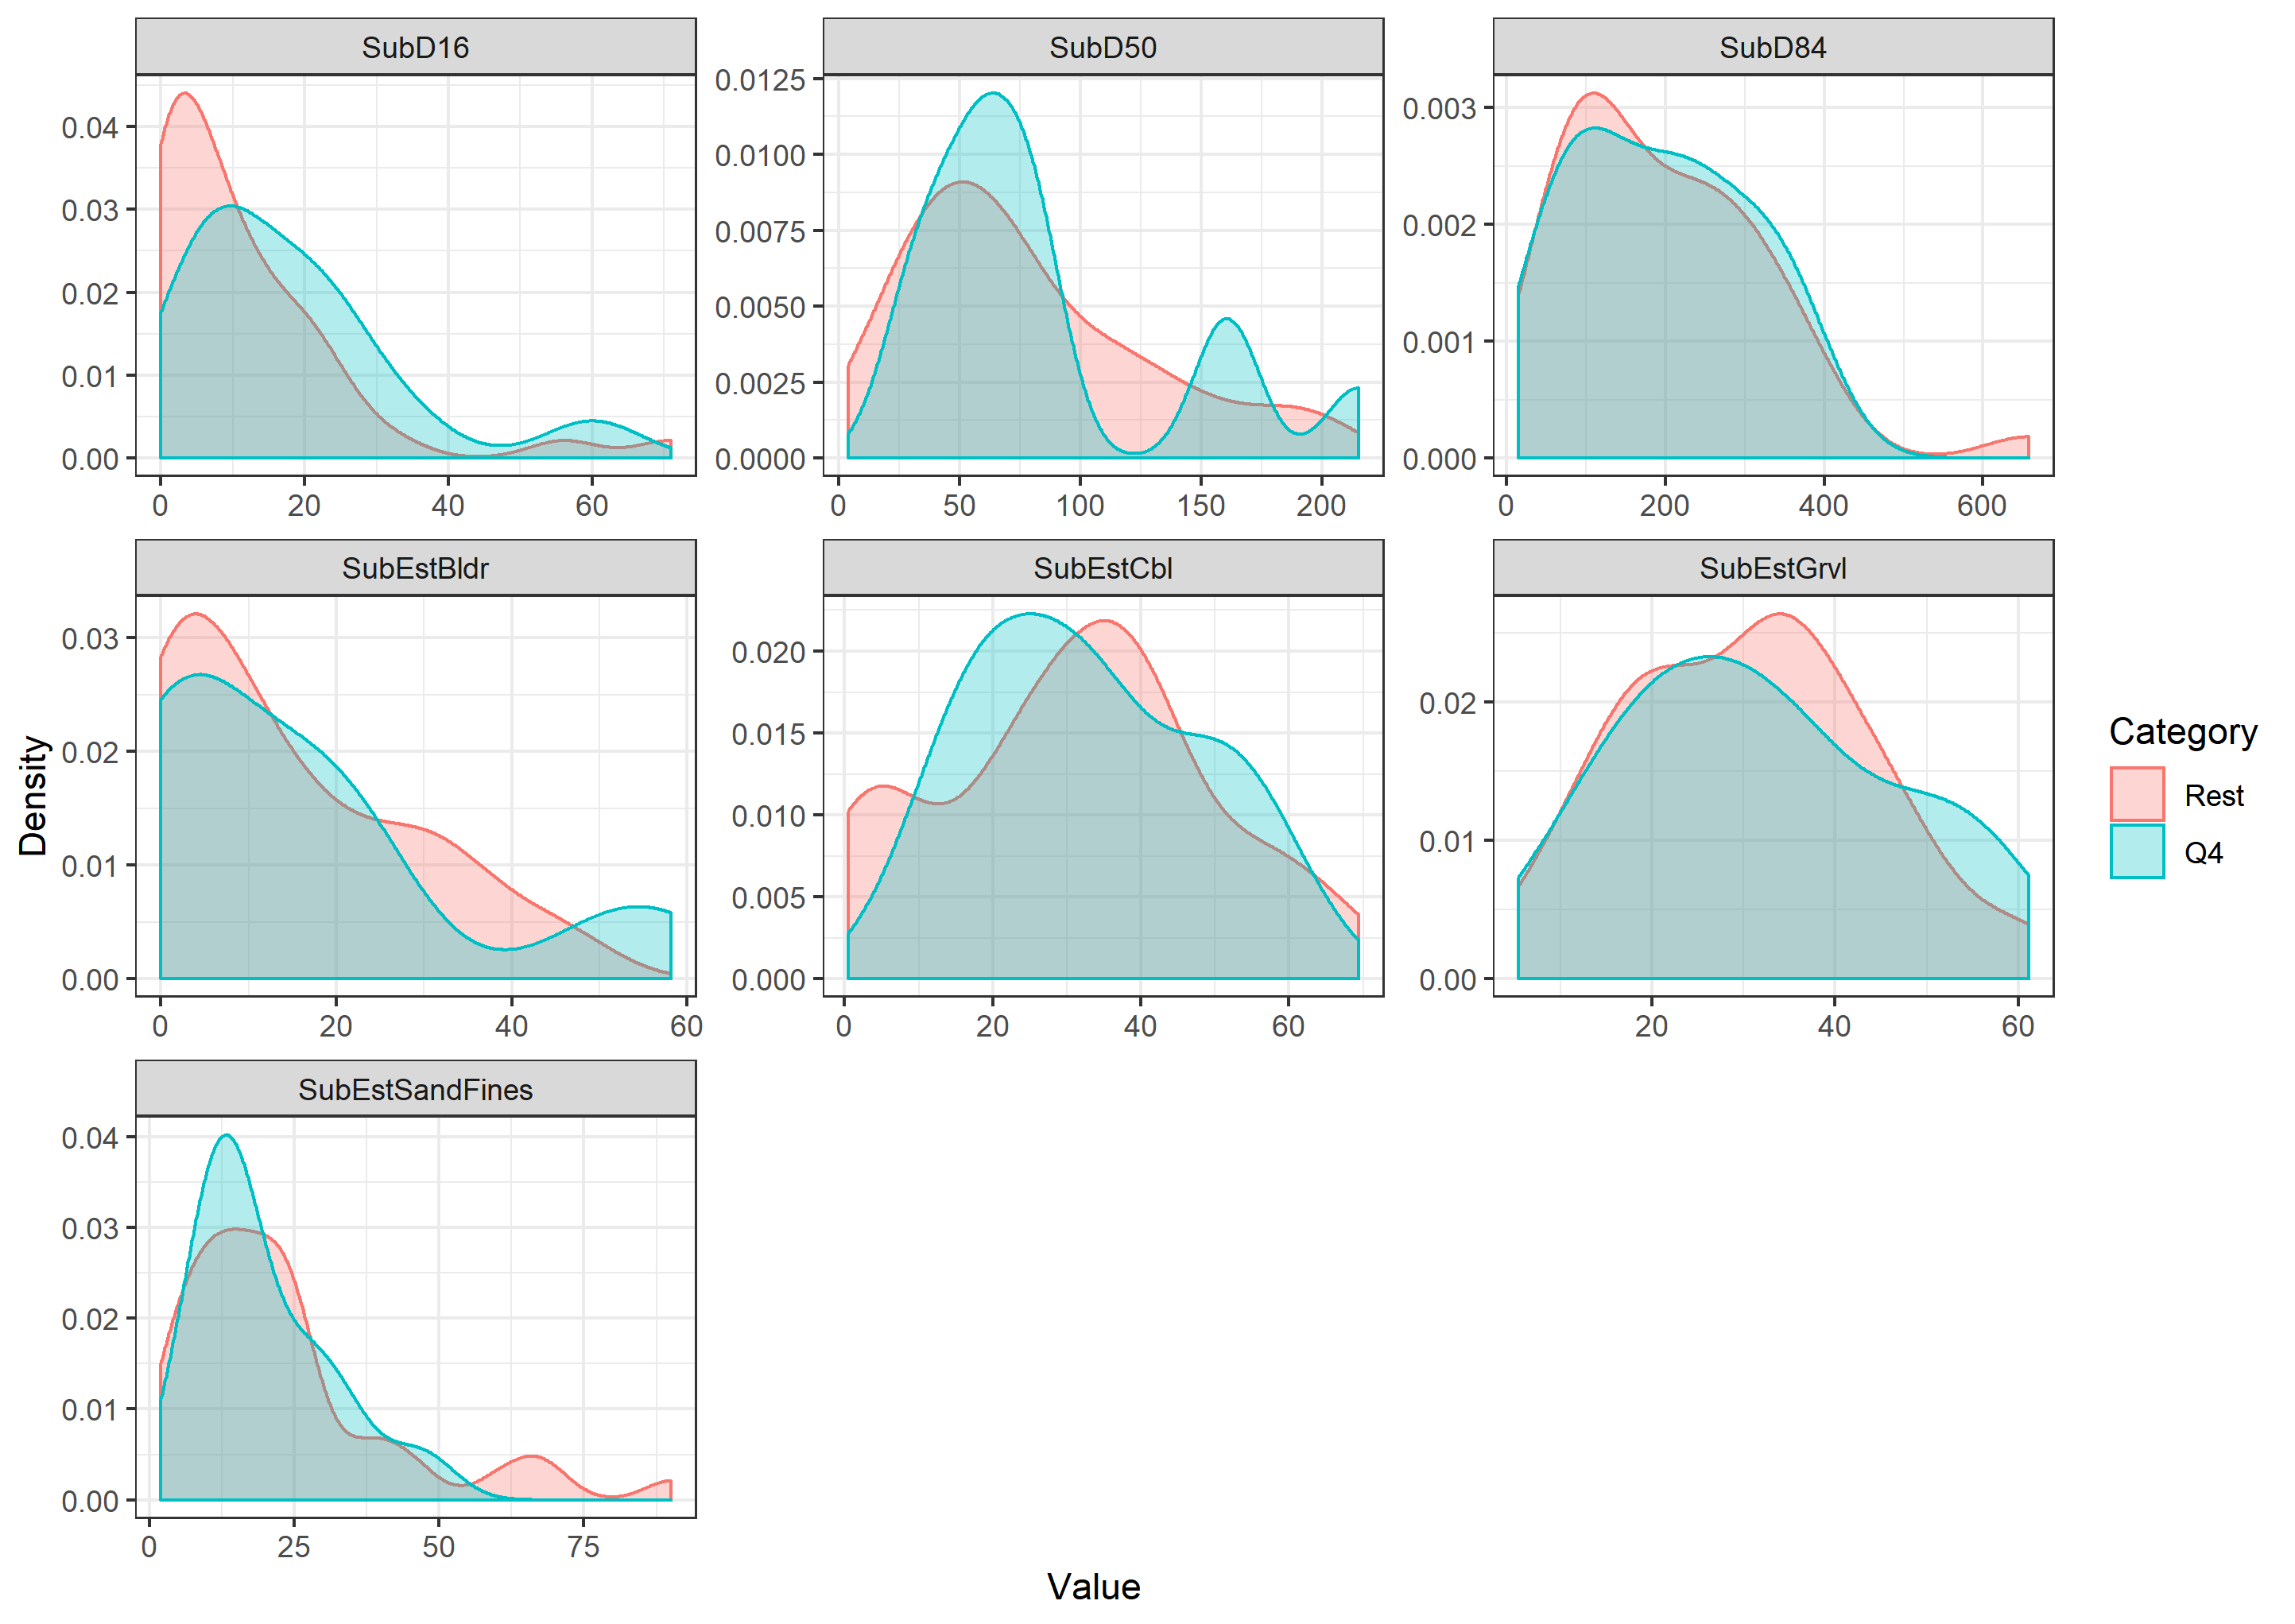 SubD16 SubD50 SubD84
0.04 0.03 0.02 0.01 0.00
0 20 40 60
0.0125 0.0100 0.0075 0.0050 0.0025 0.0000
0 50 100 150 200
0.003 0.002 0.001 0.000
0 200 400 600
SubEstBldr SubEstCbl SubEstGrvl
0.03 0.02 0.01 0.00
0 20 40 60
0.020 0.015 0.010 0.005 0.000
0 20 40 60
0.02 0.01 0.00
20 40 60
SubEstSandFines
0.04 0.03 0.02 0.01 0.00
0 25 50 75
Density
Value
Category
Rest
Q4